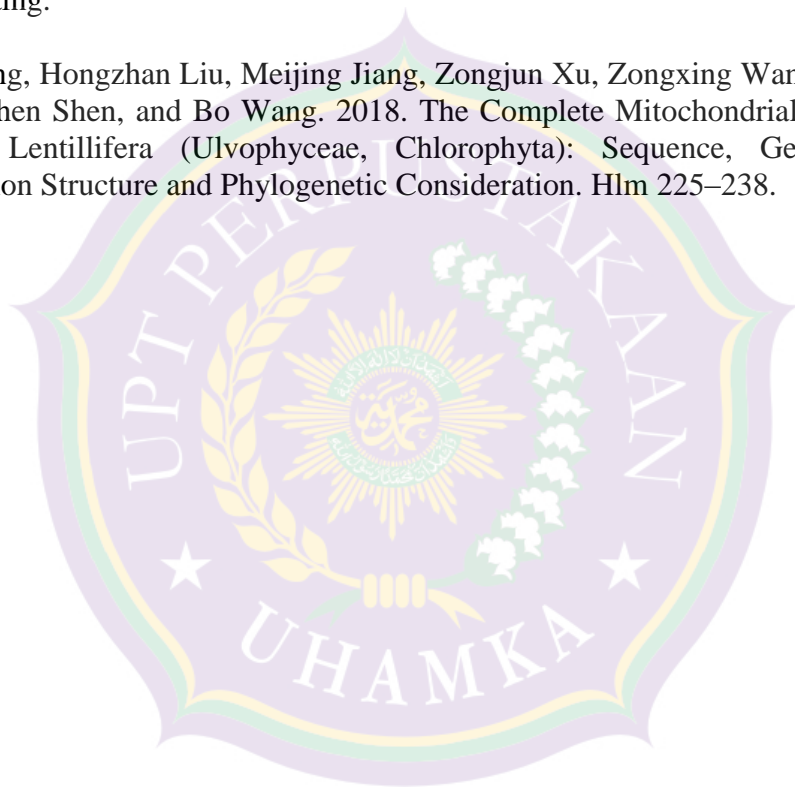 ng, Hongzhan Liu, Meijing Jiang, Zongjun Xu, Zongxing Wan
hen Shen, and Bo Wang. 2018. The Complete Mitochondrial
Lentillifera (Ulvophyceae, Chlorophyta): Sequence, Ge
on Structure and Phylogenetic Consideration. Hlm 225–238.
UPT PERPUSTAKAAN
محمدية
UHAMKA